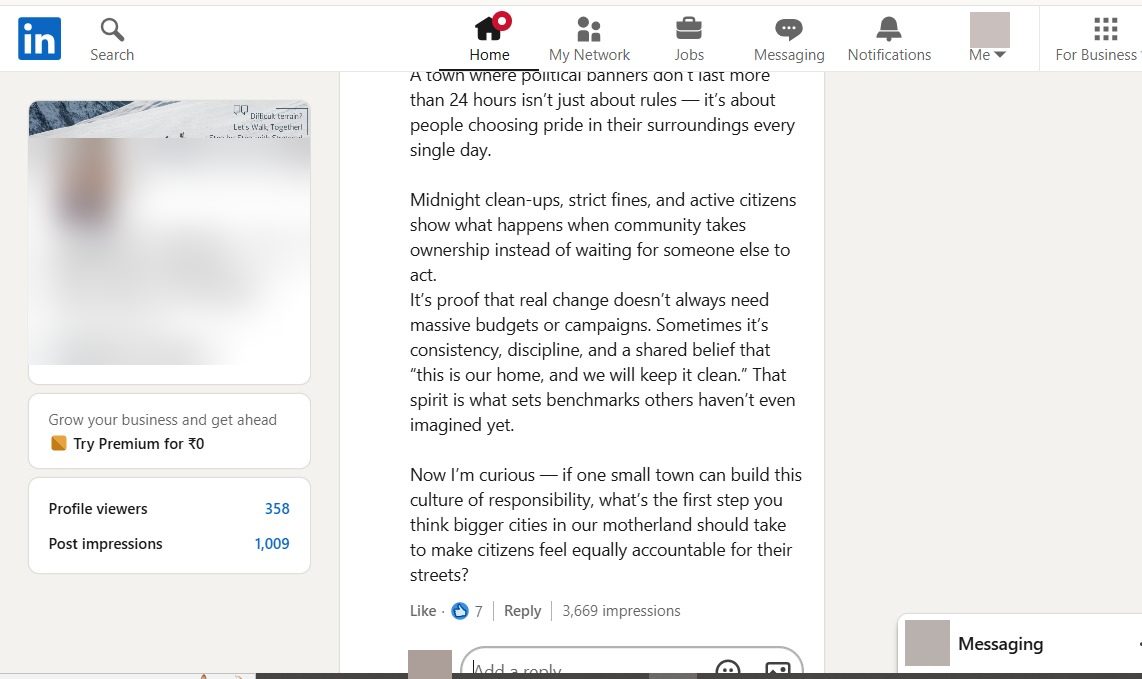 in
Search
Home
My Network
Jobs
Messaging
Notifications
Me
For Business
Difficult terrain?
Let's Walk, Together!
A town where political banners don't last more
than 24 hours isn't just about rules — it's about
people choosing pride in their surroundings every
single day.
Midnight clean-ups, strict fines, and active citizens
show what happens when community takes
ownership instead of waiting for someone else to
act.
It's proof that real change doesn't always need
massive budgets or campaigns. Sometimes it's
consistency, discipline, and a shared belief that
“this is our home, and we will keep it clean.” That
spirit is what sets benchmarks others haven't even
imagined yet.
Now I'm curious — if one small town can build this
culture of responsibility, what's the first step you
think bigger cities in our motherland should take
to make citizens feel equally accountable for their
streets?
Like · 7 Reply 3,669 impressions
Add a reply
Grow your business and get ahead
Try Premium for ₹0
Profile viewers 358
Post impressions 1,009
Messaging